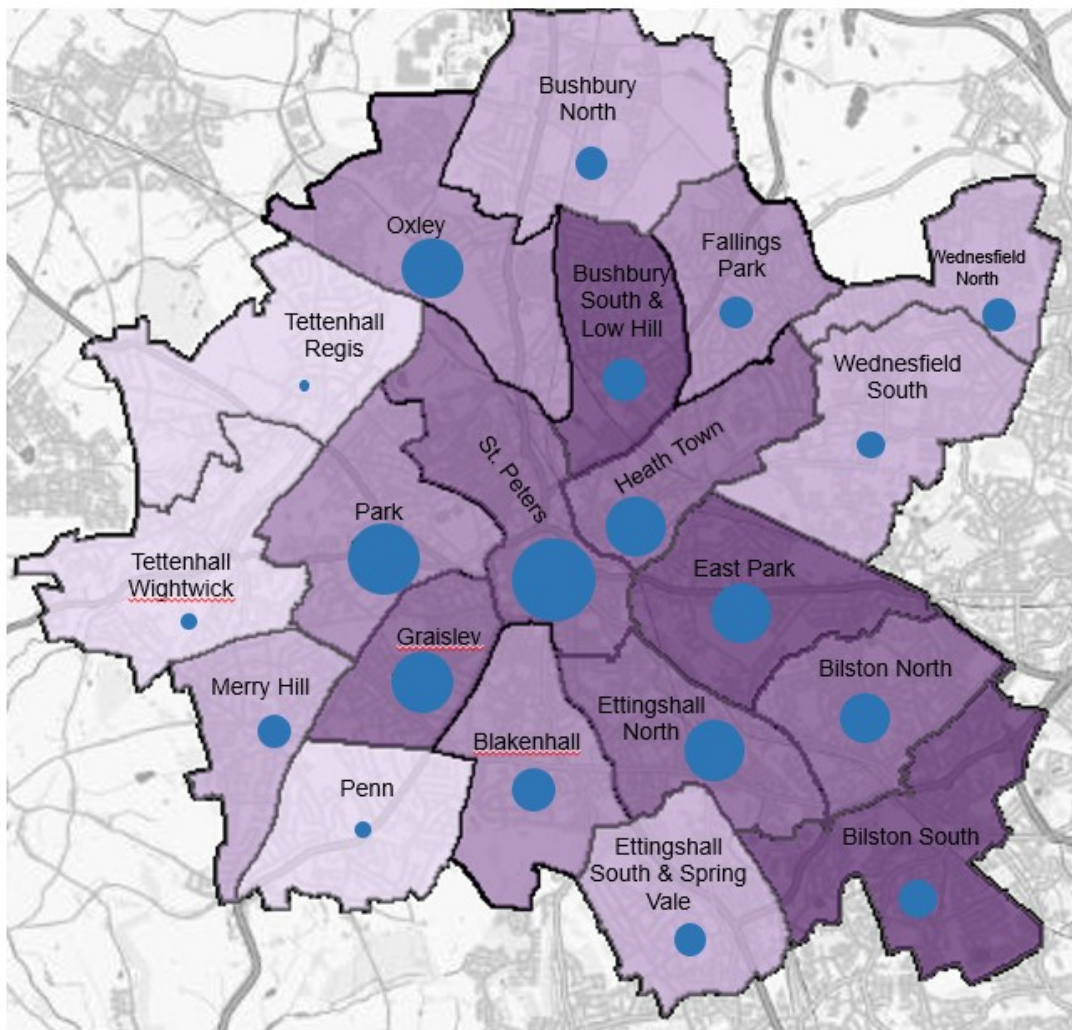 Bushbury
North
Oxley
Fallings
Park
Bushbury
South &
Low Hill
Wednesfield
North
Tettenhall
Regis
Wednesfield
South
St. Peters
Heath Town
Park
Tettenhall
Wightwick
East Park
Graisley
Merry Hill
Bilston North
Ettingshall
North
Blakenhall
Penn
Ettingshall
South & Spring
Vale
Bilston South